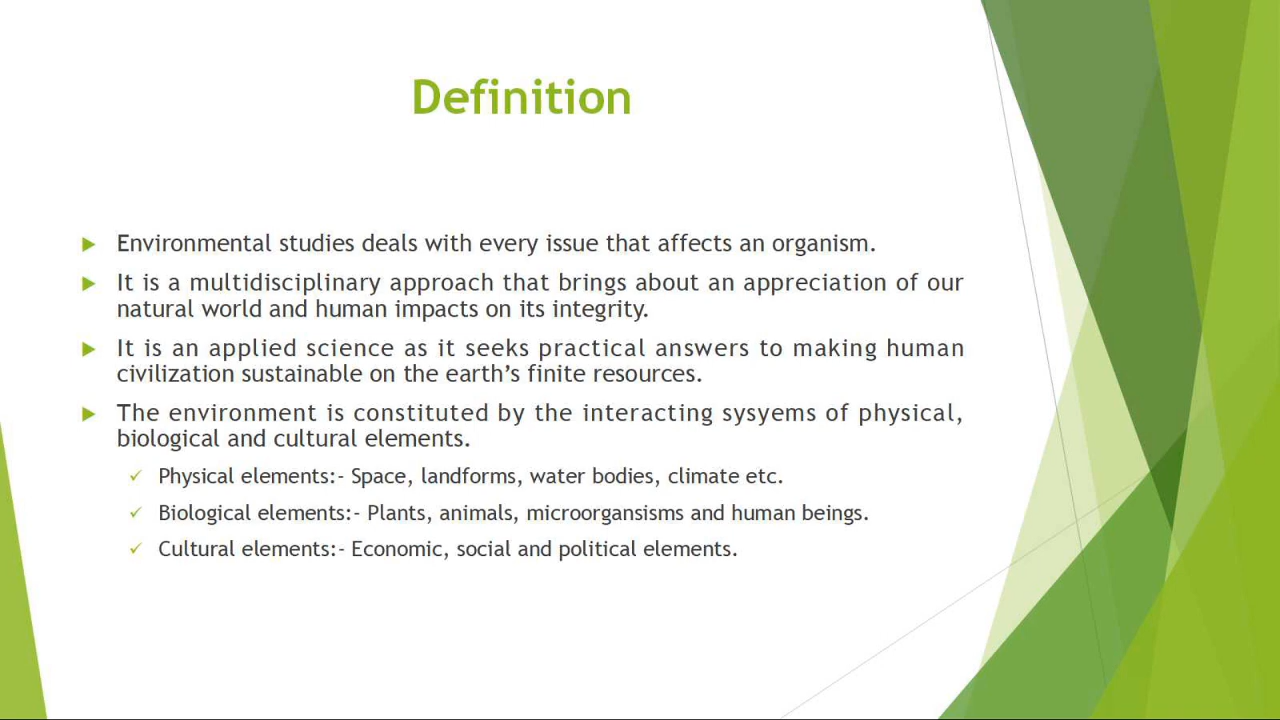 Definition
Environmental studies deals with every issue that affects an organism.
It is a multidisciplinary approach that brings about an appreciation of our
natural world and human impacts on its integrity.
It is an applied science as it seeks practical answers to making human
civilization sustainable on the earth’s finite resources.
The environment is constituted by the interacting sysyems of physical,
biological and cultural elements.
Physical elements:- Space, landforms, water bodies, climate etc.
Biological elements:- Plants, animals, microorgansisms and human beings.
Cultural elements:- Economic, social and political elements.